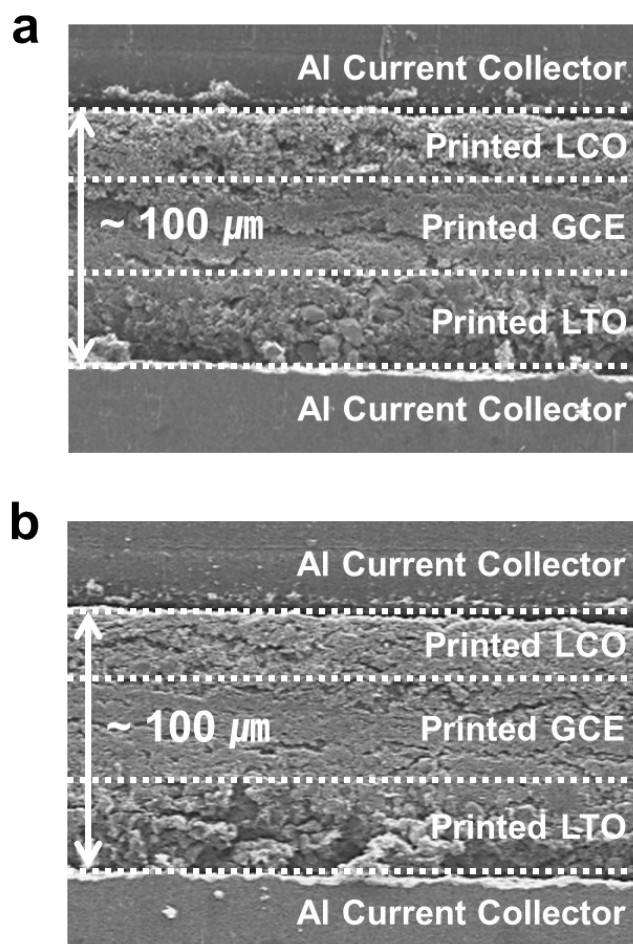 a
Al Current Collector
Printed LCO
~ 100 μm
Printed GCE
Printed LTO
Al Current Collector
b
Al Current Collector
Printed LCO
~ 100 μm
Printed GCE
Printed LTO
Al Current Collector